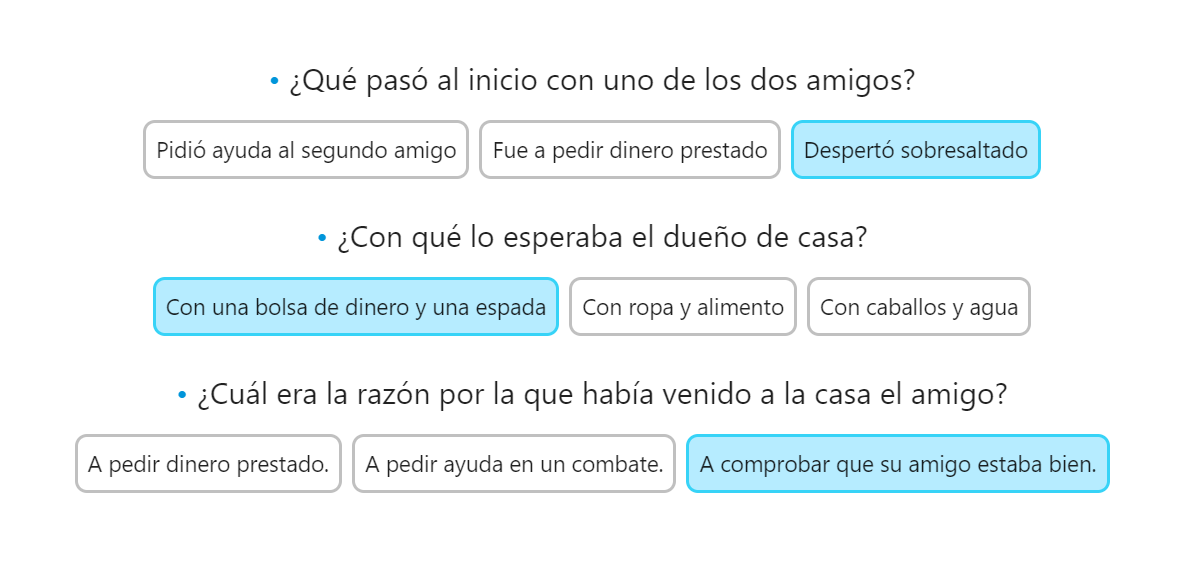 • ¿Qué pasó al inicio con uno de los dos amigos?
Pidió ayuda al segundo amigo Fue a pedir dinero prestado Despertó sobresaltado
• ¿Con qué lo esperaba el dueño de casa?
Con una bolsa de dinero y una espada Con ropa y alimento Con caballos y agua
• ¿Cuál era la razón por la que había venido a la casa el amigo?
A pedir dinero prestado. A pedir ayuda en un combate. A comprobar que su amigo estaba bien.